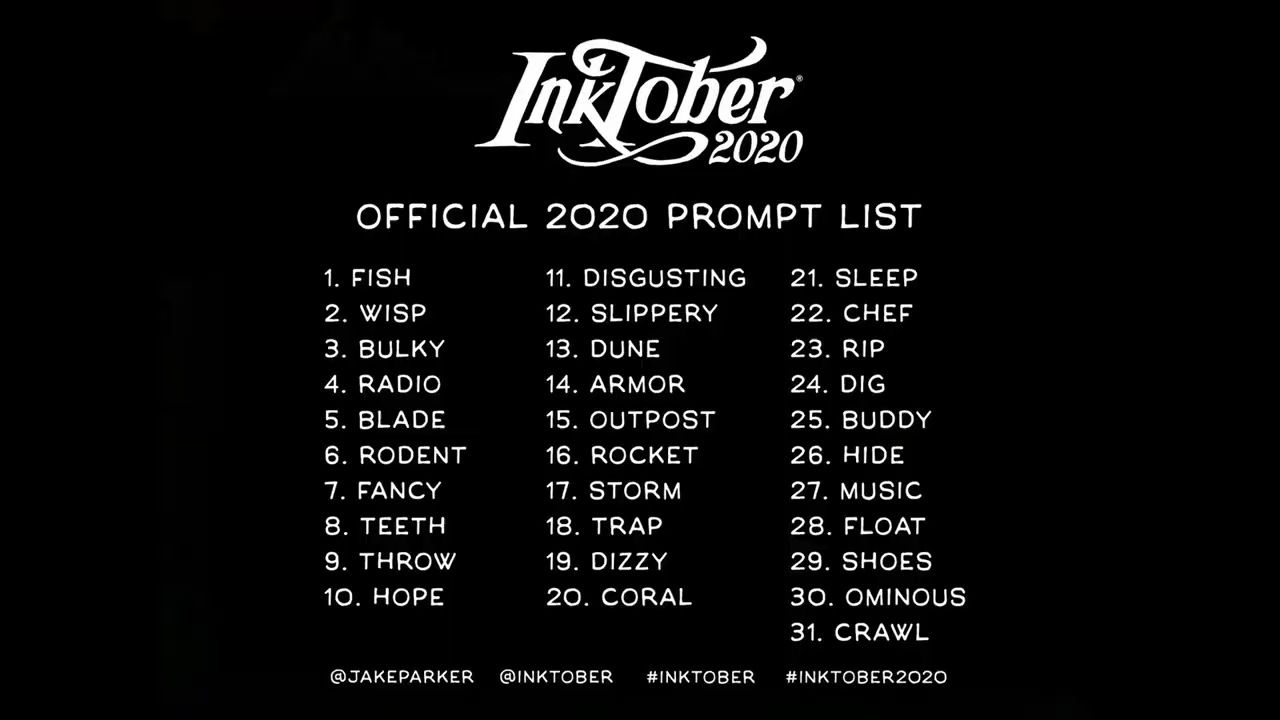 InkTober®
2020
OFFICIAL 2020 PROMPT LIST
1. FISH
2. WISP
3. BULKY
4. RADIO
5. BLADE
6. RODENT
7. FANCY
8. TEETH
9. THROW
10. HOPE
11. DISGUSTING
12. SLIPPERY
13. DUNE
14. ARMOR
15. OUTPOST
16. ROCKET
17. STORM
18. TRAP
19. DIZZY
20. CORAL
21. SLEEP
22. CHEF
23. RIP
24. DIG
25. BUDDY
26. HIDE
27. MUSIC
28. FLOAT
29. SHOES
30. OMINOUS
31. CRAWL
@JAKEPARKER @INKTOBER #INKTOBER #INKTOBER2020